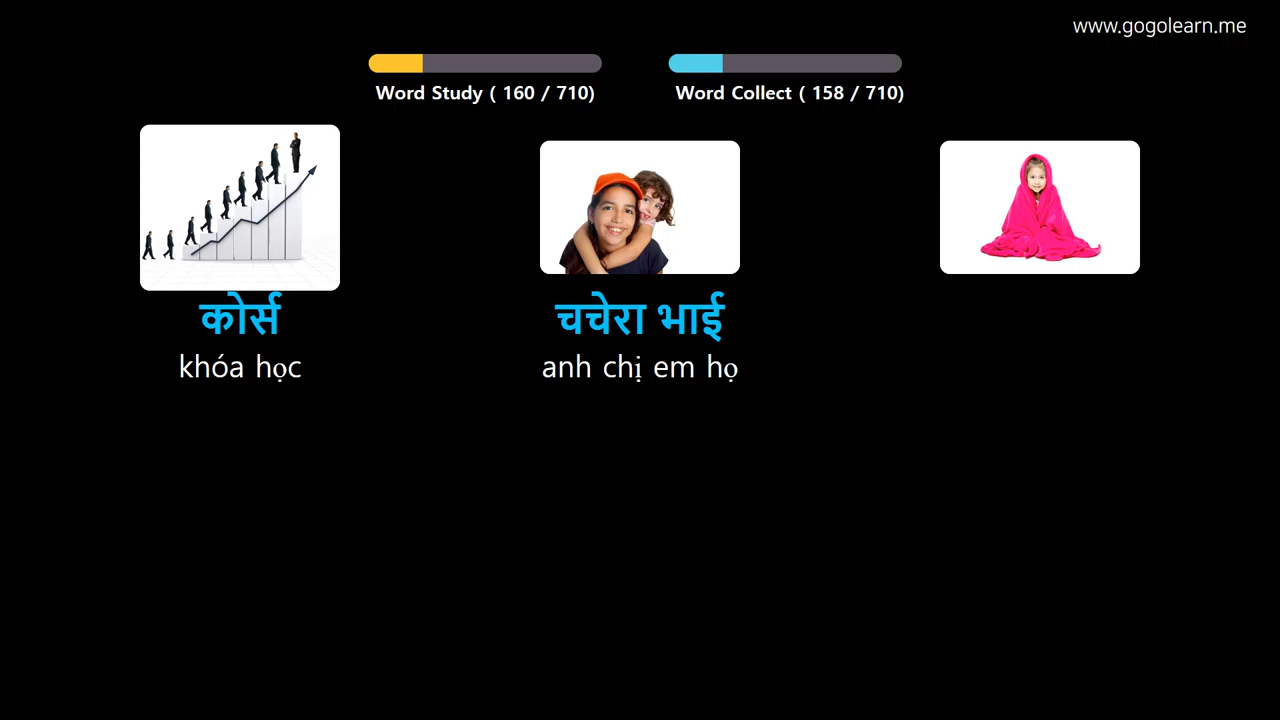 www.gogolearn.me
Word Study ( 160 / 710)
Word Collect ( 158 / 710)
कोर्स
khóa học
चचेरा भाई
anh chị em họ